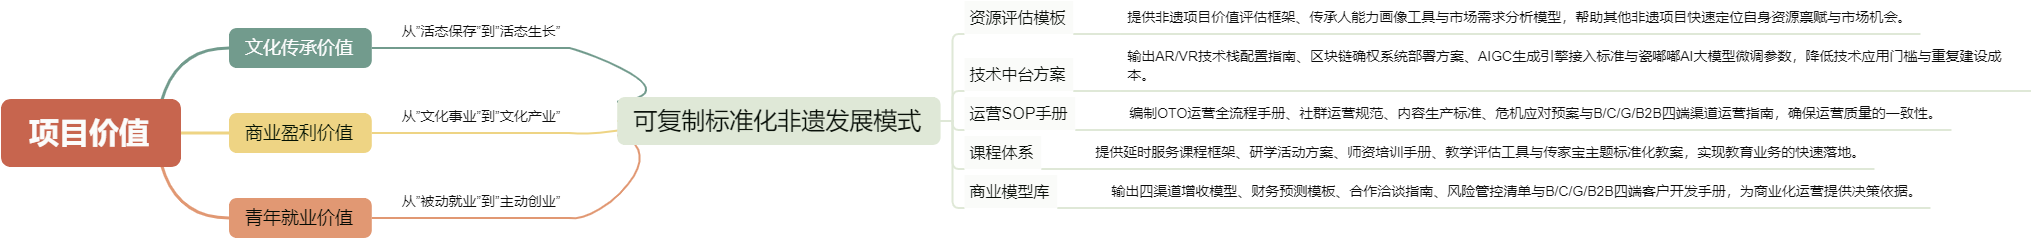 项目价值
文化传承价值
从"活态保存"到"活态生长"
商业盈利价值
从"文化事业"到"文化产业"
青年就业价值
从"被动就业"到"主动创业"
可复制标准化非遗发展模式
资源评估模板
提供非遗项目价值评估框架、传承人能力画像工具与市场需求分析模型，帮助其他非遗项目快速定位自身资源禀赋与市场机会。
技术中台方案
输出AR/VR技术栈配置指南、区块链确权系统部署方案、AIGC生成引擎接入标准与瓷嘟嘟AI大模型微调参数，降低技术应用门槛与重复建设成
本。
运营SOP手册
编制OTO运营全流程手册、社群运营规范、内容生产标准、危机应对预案与B/C/G/B2B四端渠道运营指南，确保运营质量的一致性。
课程体系
提供延时服务课程框架、研学活动方案、师资培训手册、教学评估工具与传家宝主题标准化教案，实现教育业务的快速落地。
商业模型库
输出四渠道增收模型、财务预测模板、合作洽谈指南、风险管控清单与B/C/G/B2B四端客户开发手册，为商业化运营提供决策依据。